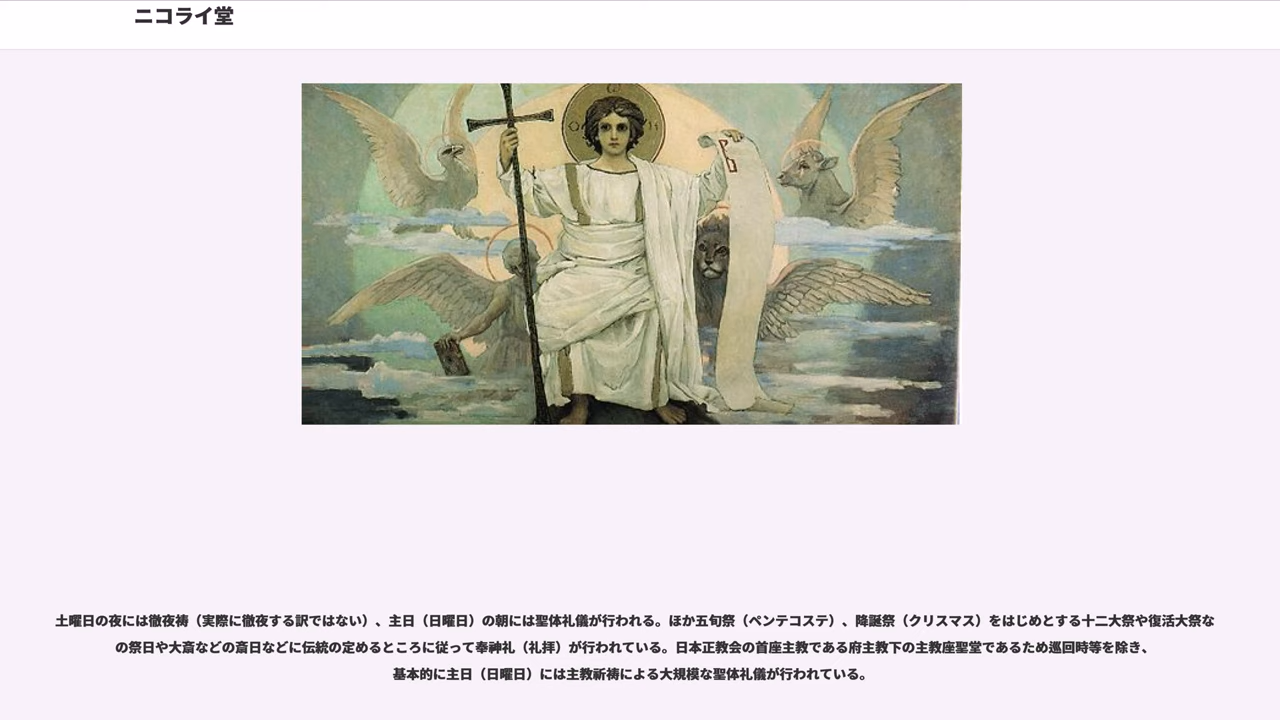 ニコライ堂
土曜日の夜には徹夜祷（実際に徹夜する訳ではない）、主日（日曜日）の朝には聖体礼儀が行われる。ほか五旬祭（ペンテコステ）、降誕祭（クリスマス）をはじめとする十二大祭や復活大祭な
の祭日や大斎などの斎日などに伝統の定めるところに従って奉神礼（礼拝）が行われている。日本正教会の首座主教である府主教下の主教座聖堂であるため巡回時等を除き、
基本的に主日（日曜日）には主教祈祷による大規模な聖体礼儀が行われている。